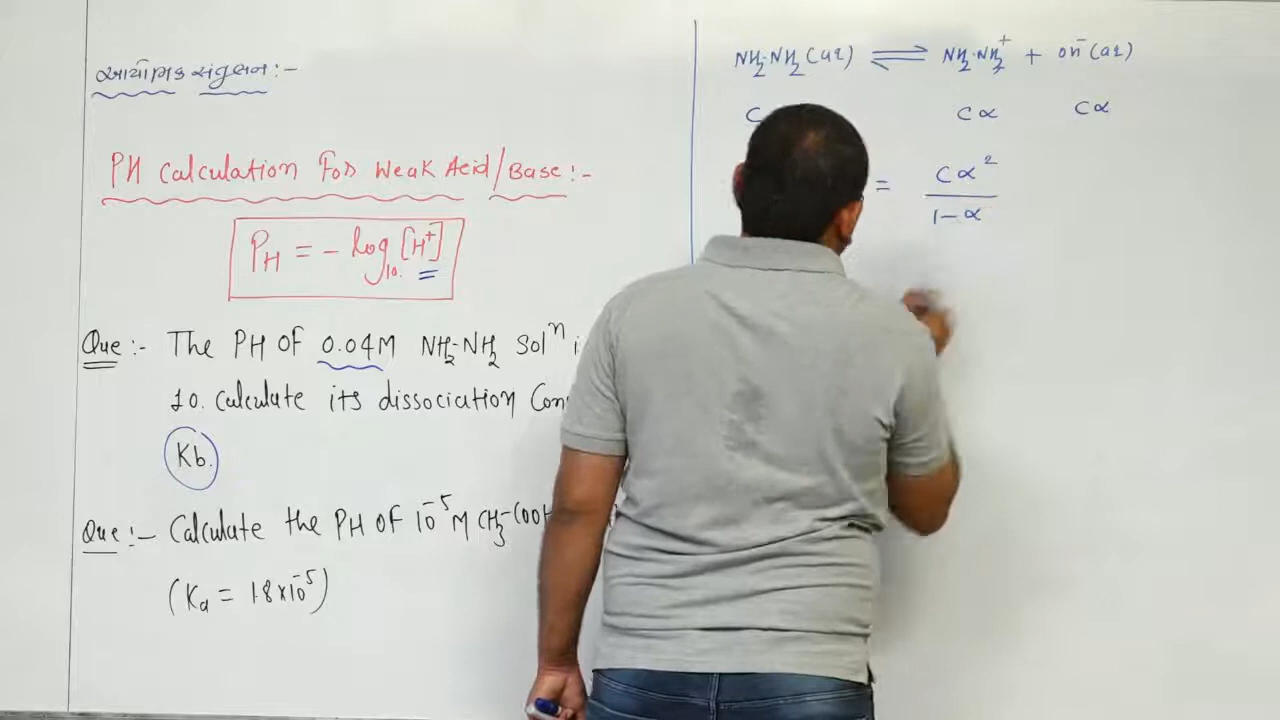 આયોનિક સંતુલન :-
PH Calculation For Weak Acid/Base :-
PH = - log10. [H+]
Que :- The PH OF 0.04M NH2-NH2 Solⁿ i
10. calculate its dissociation Con
Kb.
Que :- Calculate the PH OF 10⁻⁵ M CH3-COOH
(Ka = 1.8×10⁻⁵)
NH2·NH2 (aq) ⇌ NH2·NH2⁺ + OH⁻ (aq)
C Cα Cα
= Cα² / 1-α